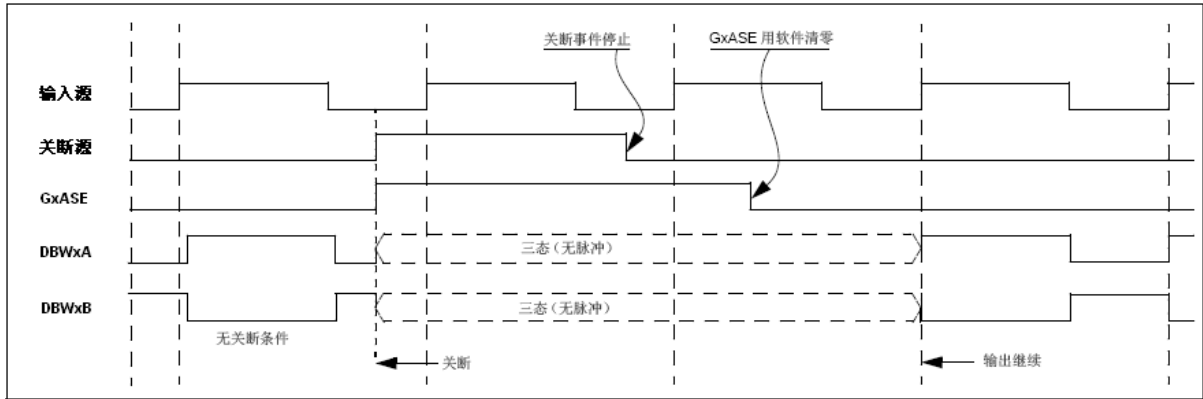 关断事件停止
GxASE 用软件清零
输入源
关断源
GxASE
DBWxA
三态（无脉冲）
DBWxB
三态（无脉冲）
无关断条件
关断
输出继续